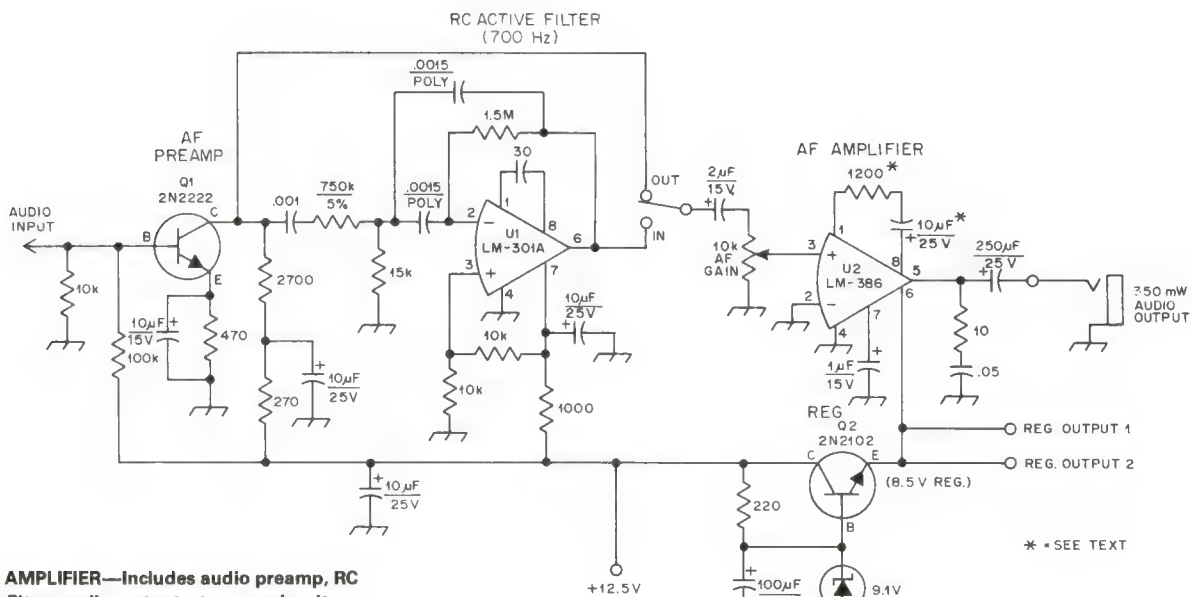 RC ACTIVE FILTER
(700 Hz)
.0015
POLY
1.5M
30
AF
PREAMP
Q1
2N2222
C
AUDIO
INPUT
B
E
10k
10µF
15V
100k
470
2700
270
10µF
25V
.001
750k
5%
15k
.0015
POLY
2
3
1
8
6
7
4
U1
LM-301A
10k
10k
10µF
25V
1000
OUT
IN
2µF
15V
10k
AF
GAIN
AF AMPLIFIER
1200*
10µF*
25V
1
3
2
8
5
6
4
7
U2
LM-386
250µF
25V
350 mW
AUDIO
OUTPUT
10
.05
1µF
15V
REG
Q2
2N2102
C
E
B
REG OUTPUT 1
REG. OUTPUT 2
(8.5V REG.)
220
10µF
25V
+12.5V
100µF
9.1V
* = SEE TEXT
AMPLIFIER—Includes audio preamp, RC